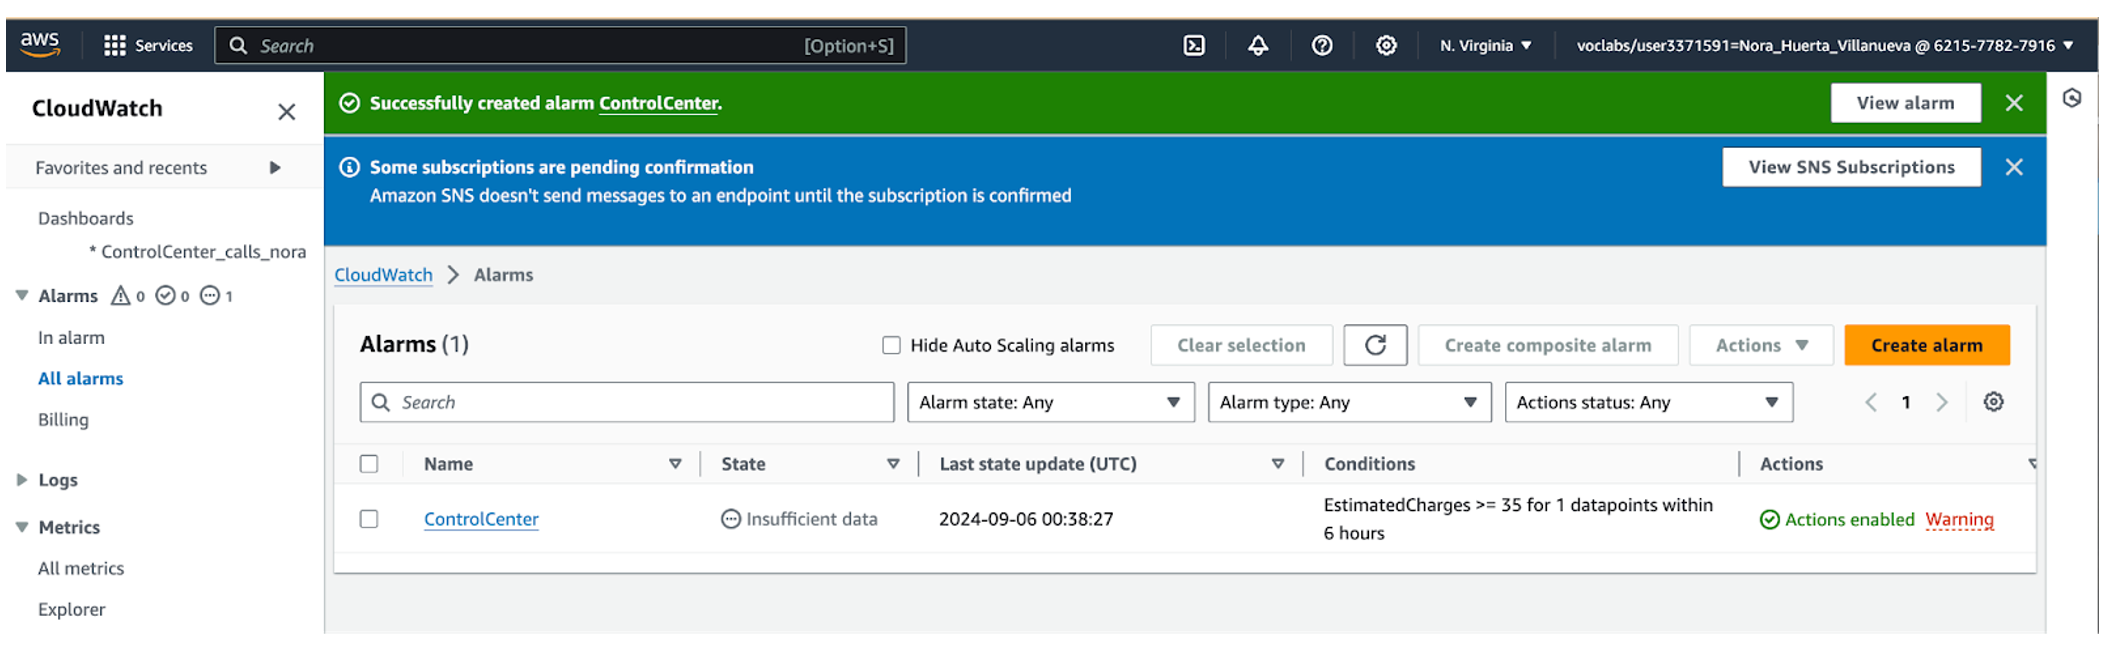 aws
Services
Search
[Option+S]
N. Virginia
voclabs/user3371591=Nora_Huerta_Villanueva @ 6215-7782-7916
CloudWatch
Favorites and recents
Dashboards
* ControlCenter_calls_nora
Alarms 0 0 1
In alarm
All alarms
Billing
Logs
Metrics
All metrics
Explorer
Successfully created alarm ControlCenter.
View alarm
Some subscriptions are pending confirmation
Amazon SNS doesn't send messages to an endpoint until the subscription is confirmed
View SNS Subscriptions
CloudWatch > Alarms
Alarms (1)
Hide Auto Scaling alarms
Clear selection
Create composite alarm
Actions
Create alarm
Search
Alarm state: Any
Alarm type: Any
Actions status: Any
1
Name
State
Last state update (UTC)
Conditions
Actions
ControlCenter
Insufficient data
2024-09-06 00:38:27
EstimatedCharges >= 35 for 1 datapoints within
6 hours
Actions enabled
Warning